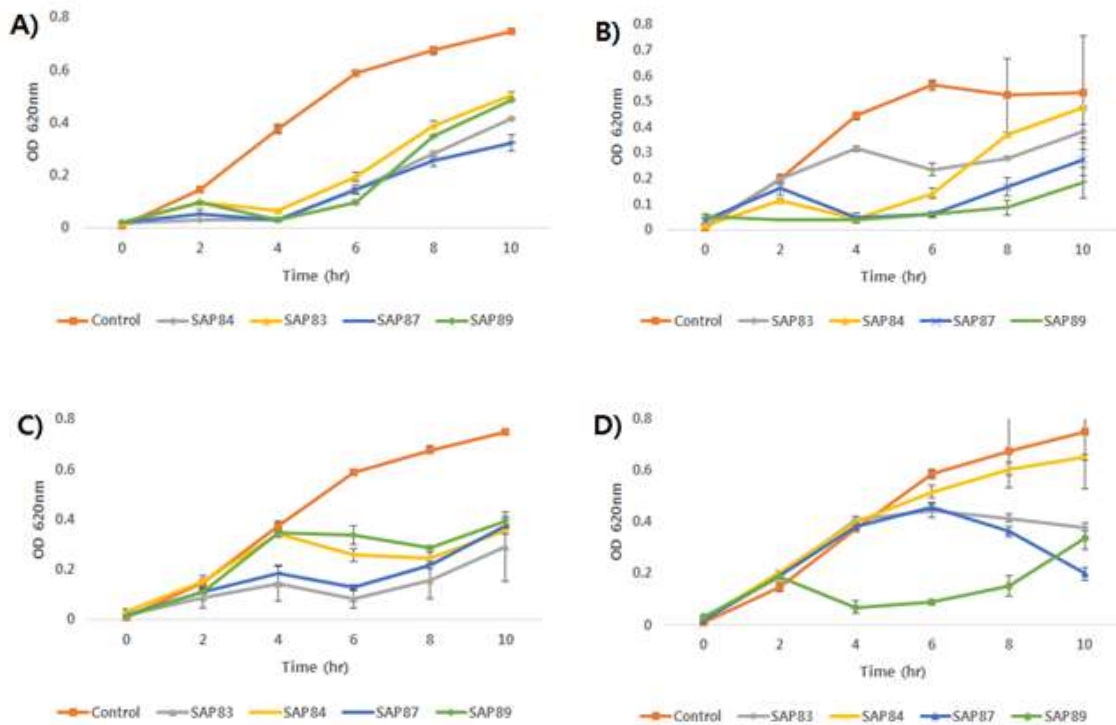 A)
0.8
0.6
0.4
0.2
0
OD 620nm
0 2 4 6 8 10
Time (hr)
Control SAP84 SAP83 SAP87 SAP89
B)
0.8
0.7
0.6
0.5
0.4
0.3
0.2
0.1
0
OD 620nm
0 2 4 6 8 10
Time (hr)
Control SAP83 SAP84 SAP87 SAP89
C)
0.8
0.6
0.4
0.2
0
OD 620nm
0 2 4 6 8 10
Time (hr)
Control SAP83 SAP84 SAP87 SAP89
D)
0.8
0.6
0.4
0.2
0
OD 620nm
0 2 4 6 8 10
Time (hr)
Control SAP83 SAP84 SAP87 SAP89